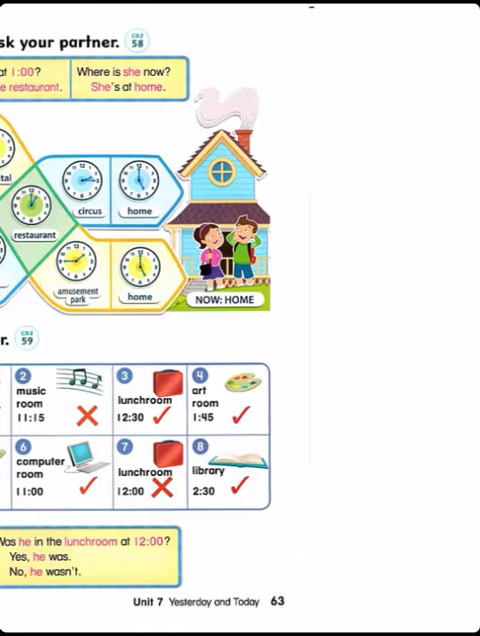 sk your partner. CD2 58
at 1:00?
e restaurant.
Where is she now?
She's at home.
tal
circus
home
restaurant
amusement
park
home
NOW: HOME
r. CD2 59
2
music
room
11:15
3
lunchroom
12:30
4
art
room
1:45
6
computer
room
11:00
7
lunchroom
12:00
8
library
2:30
Was he in the lunchroom at 12:00?
Yes, he was.
No, he wasn't.
Unit 7 Yesterday and Today 63